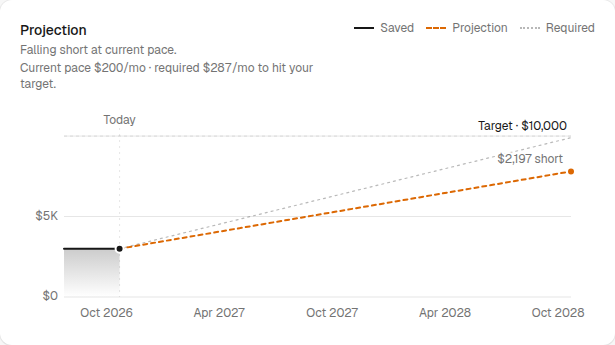 Projection
Falling short at current pace.
Current pace $200/mo · required $287/mo to hit your
target.
Saved
Projection
Required
Today
Target · $10,000
$2,197 short
$5K
$0
Oct 2026
Apr 2027
Oct 2027
Apr 2028
Oct 2028